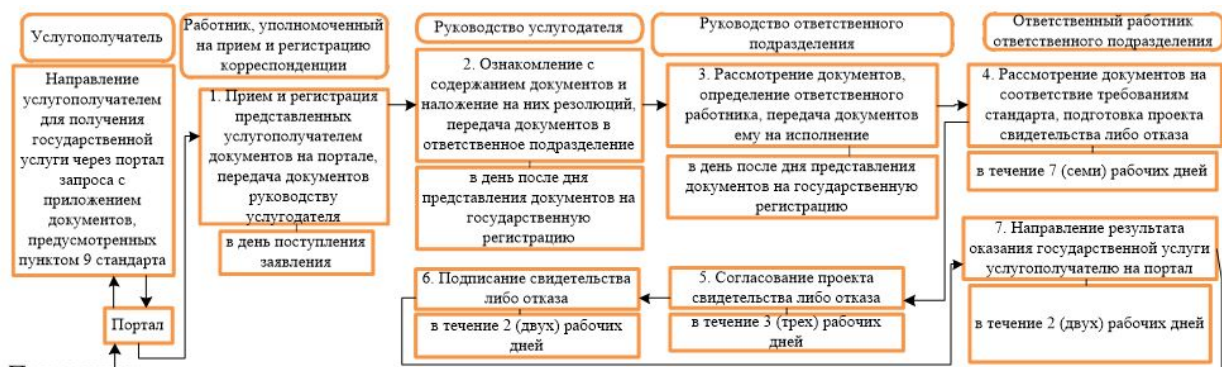 Услугополучатель
Направление
услугополучателем
для получения
государственной
услуги через портал
запроса с
приложением
документов,
предусмотренных
пунктом 9 стандарта
Портал
Работник, уполномоченный
на прием и регистрацию
корреспонденции
1. Прием и регистрация
представленных
услугополучателем
документов на портале,
передача документов
руководству
услугодателя
в день поступления
заявления
Руководство услугодателя
2. Ознакомление с
содержанием документов и
наложение на них резолюций,
передача документов в
ответственное подразделение
в день после дня
представления документов на
государственную
регистрацию
Руководство ответственного
подразделения
3. Рассмотрение документов,
определение ответственного
работника, передача документов
ему на исполнение
в день после дня представления
документов на государственную
регистрацию
Ответственный работник
ответственного подразделения
4. Рассмотрение документов на
соответствие требованиям
стандарта, подготовка проекта
свидетельства либо отказа
в течение 7 (семи) рабочих дней
5. Согласование проекта
свидетельства либо отказа
в течение 3 (трех) рабочих
дней
6. Подписание свидетельства
либо отказа
в течение 2 (двух) рабочих
дней
7. Направление результата
оказания государственной услуги
услугополучателю на портал
в течение 2 (двух) рабочих дней